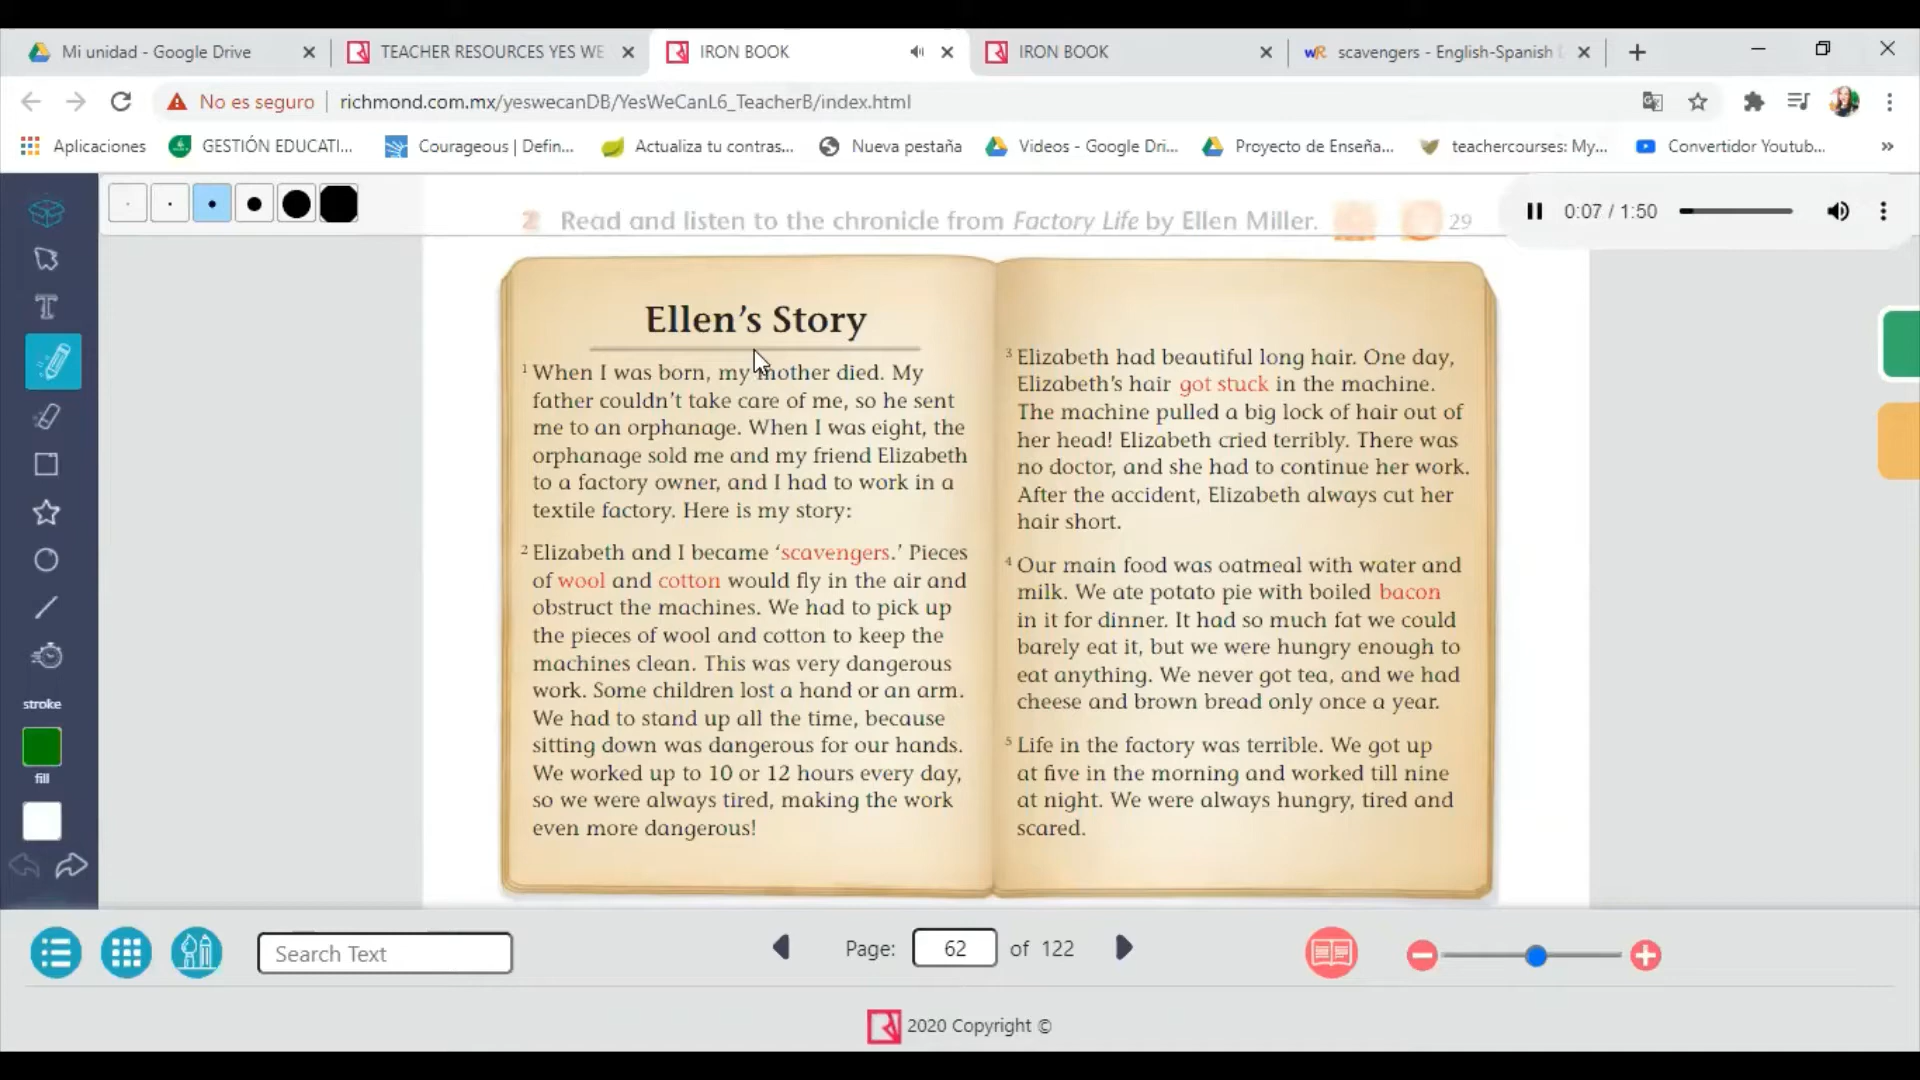 Mi unidad - Google Drive
TEACHER RESOURCES YES WE
IRON BOOK
IRON BOOK
scavengers - English-Spanish
No es seguro
richmond.com.mx/yeswecanDB/YesWeCanL6_TeacherB/index.html
Aplicaciones
GESTIÓN EDUCATI...
Courageous | Defin...
Actualiza tu contras...
Nueva pestaña
Videos - Google Dri...
Proyecto de Enseña...
teachercourses: My...
Convertidor Youtub...
»
2 Read and listen to the chronicle from Factory Life by Ellen Miller. 29
0:07 / 1:50
Ellen's Story
1 When I was born, my mother died. My
father couldn't take care of me, so he sent
me to an orphanage. When I was eight, the
orphanage sold me and my friend Elizabeth
to a factory owner, and I had to work in a
textile factory. Here is my story:
2 Elizabeth and I became 'scavengers.' Pieces
of wool and cotton would fly in the air and
obstruct the machines. We had to pick up
the pieces of wool and cotton to keep the
machines clean. This was very dangerous
work. Some children lost a hand or an arm.
We had to stand up all the time, because
sitting down was dangerous for our hands.
We worked up to 10 or 12 hours every day,
so we were always tired, making the work
even more dangerous!
3 Elizabeth had beautiful long hair. One day,
Elizabeth's hair got stuck in the machine.
The machine pulled a big lock of hair out of
her head! Elizabeth cried terribly. There was
no doctor, and she had to continue her work.
After the accident, Elizabeth always cut her
hair short.
4 Our main food was oatmeal with water and
milk. We ate potato pie with boiled bacon
in it for dinner. It had so much fat we could
barely eat it, but we were hungry enough to
eat anything. We never got tea, and we had
cheese and brown bread only once a year.
5 Life in the factory was terrible. We got up
at five in the morning and worked till nine
at night. We were always hungry, tired and
scared.
stroke
fill
Search Text
Page: 62 of 122
2020 Copyright ©